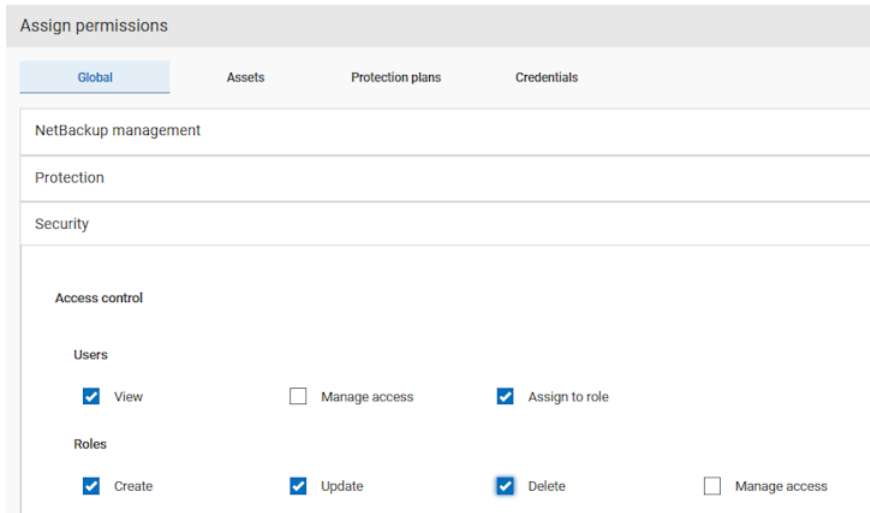 Assign permissions
Global Assets Protection plans Credentials
NetBackup management
Protection
Security
Access control
Users
View Manage access Assign to role
Roles
Create Update Delete Manage access